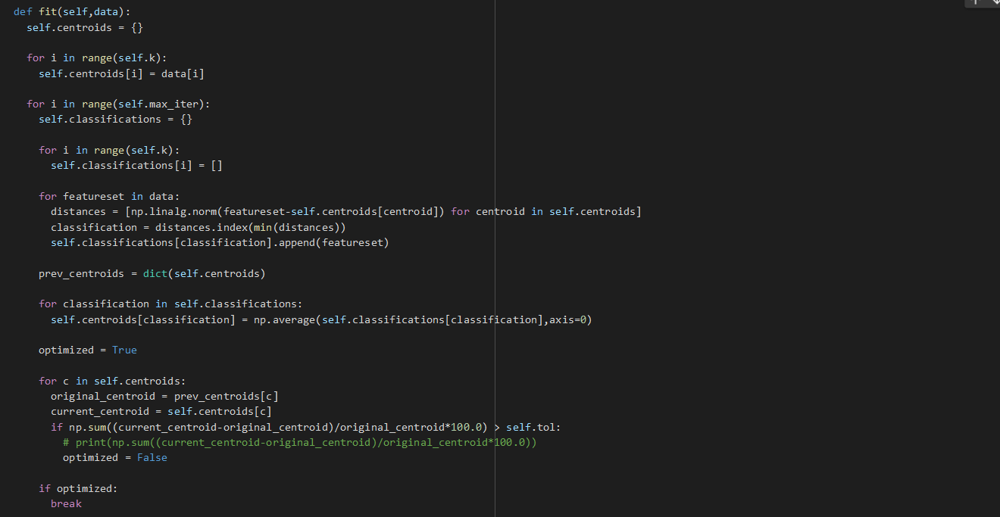 def fit(self,data):
  self.centroids = {}

  for i in range(self.k):
    self.centroids[i] = data[i]

  for i in range(self.max_iter):
    self.classifications = {}

    for i in range(self.k):
      self.classifications[i] = []

    for featureset in data:
      distances = [np.linalg.norm(featureset-self.centroids[centroid]) for centroid in self.centroids]
      classification = distances.index(min(distances))
      self.classifications[classification].append(featureset)

    prev_centroids = dict(self.centroids)

    for classification in self.classifications:
      self.centroids[classification] = np.average(self.classifications[classification],axis=0)

    optimized = True

    for c in self.centroids:
      original_centroid = prev_centroids[c]
      current_centroid = self.centroids[c]
      if np.sum((current_centroid-original_centroid)/original_centroid*100.0) > self.tol:
        # print(np.sum((current_centroid-original_centroid)/original_centroid*100.0))
        optimized = False

    if optimized:
      break